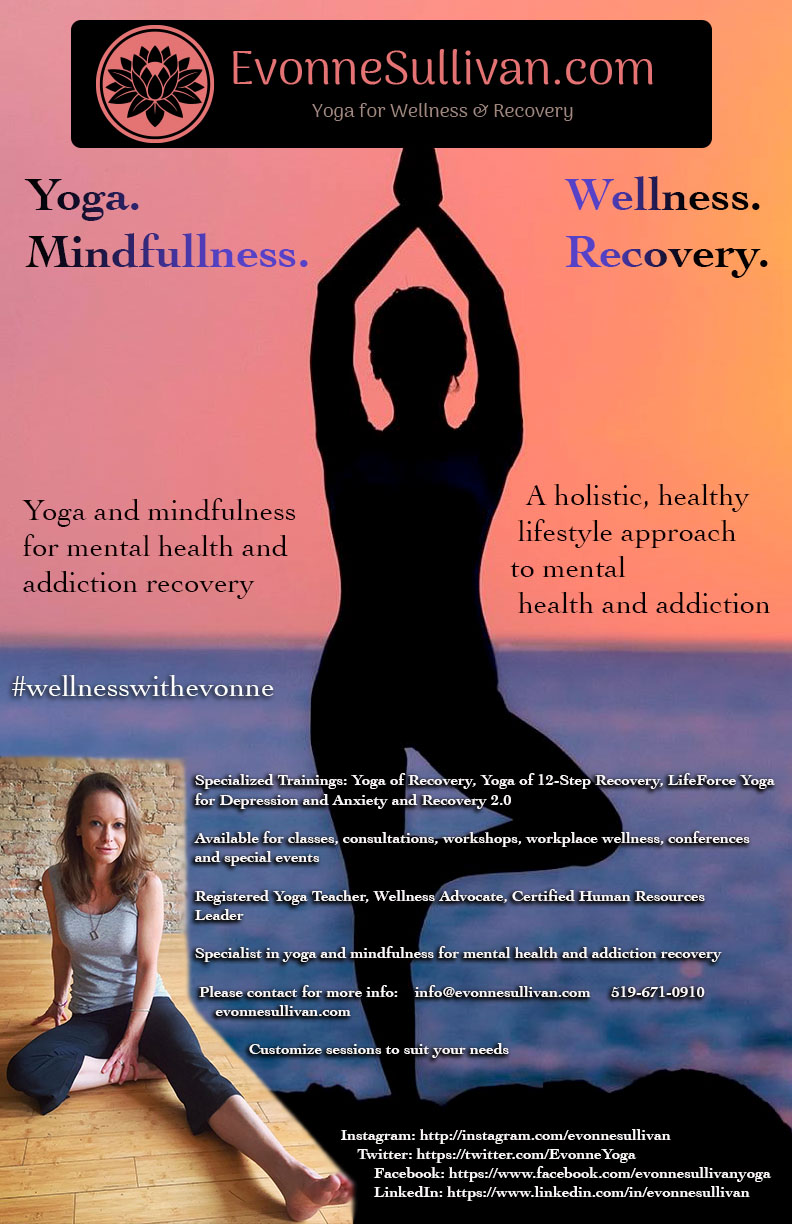 EvonneSullivan.com
Yoga for Wellness & Recovery
Yoga.
Mindfullness.
Wellness.
Recovery.
Yoga and mindfulness
for mental health and
addiction recovery
A holistic, healthy
lifestyle approach
to mental
health and addiction
#wellnesswithevonne
Specialized Trainings: Yoga of Recovery, Yoga of 12-Step Recovery, LifeForce Yoga
for Depression and Anxiety and Recovery 2.0
Available for classes, consultations, workshops, workplace wellness, conferences
and special events
Registered Yoga Teacher, Wellness Advocate, Certified Human Resources
Leader
Specialist in yoga and mindfulness for mental health and addiction recovery
Please contact for more info: info@evonnesullivan.com 519-671-0910
evonnesullivan.com
Customize sessions to suit your needs
Instagram: http://instagram.com/evonnesullivan
Twitter: https://twitter.com/EvonneYoga
Facebook: https://www.facebook.com/evonnesullivanyoga
LinkedIn: https://www.linkedin.com/in/evonnesullivan